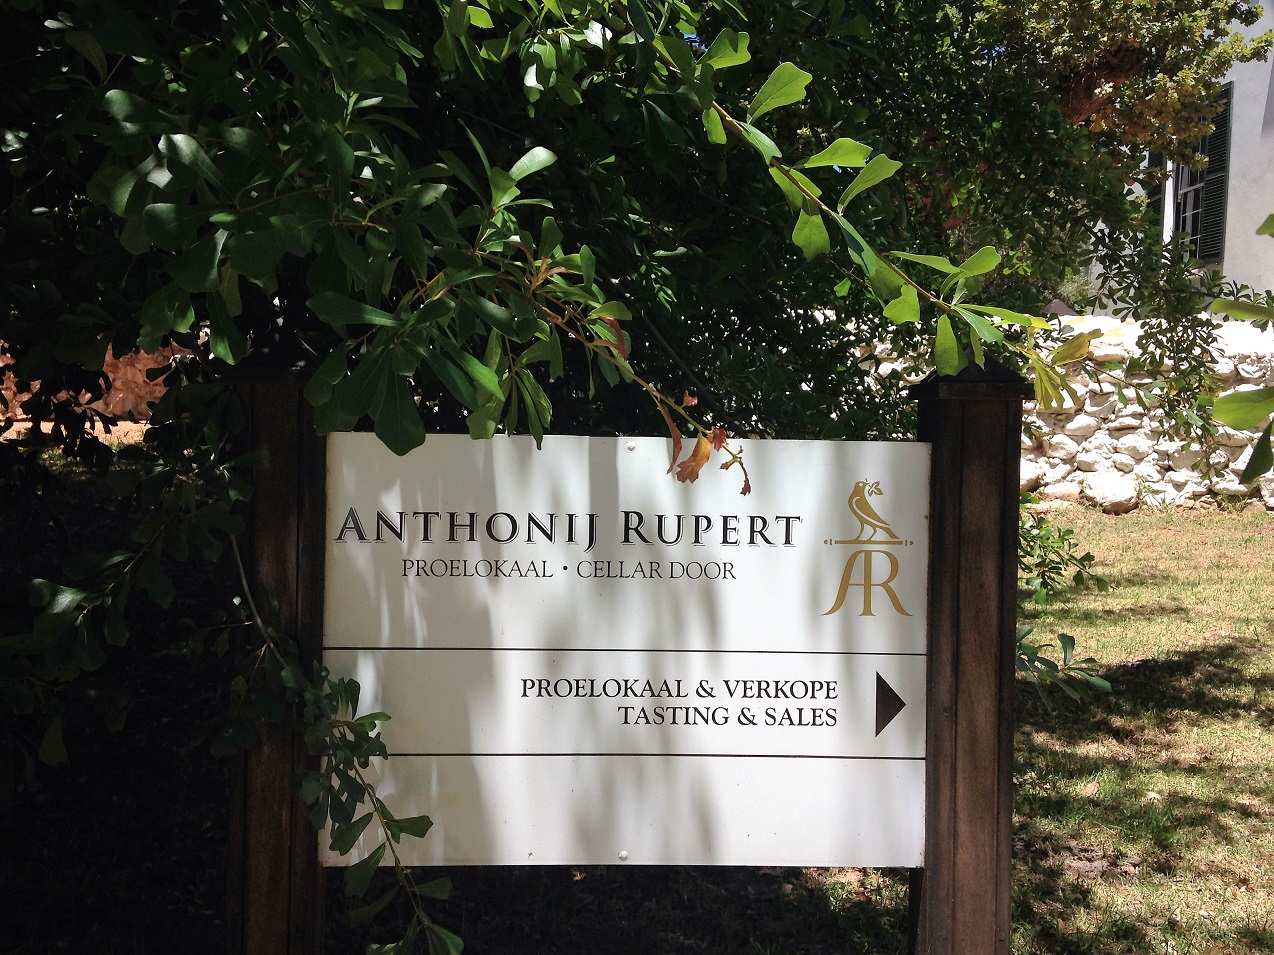 ANTHONIJ RUPERT
PROELOKAAL • CELLAR DOOR
AR
PROELOKAAL & VERKOPE
TASTING & SALES